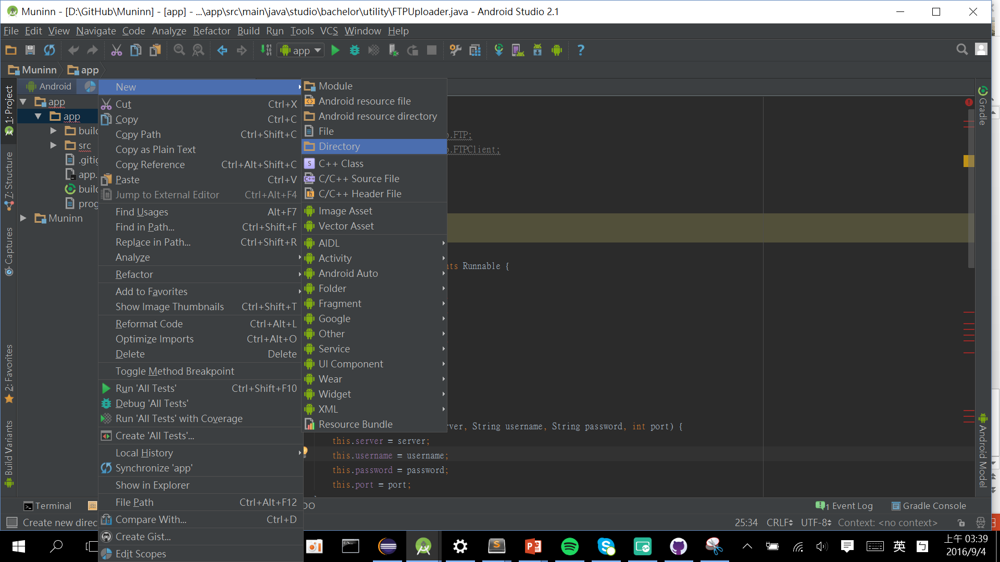 Muninn - [D:\GitHub\Muninn] - [app] - ...\app\src\main\java\studio\bachelor\utility\FTPUploader.java - Android Studio 2.1
File Edit View Navigate Code Analyze Refactor Build Run Tools VCS Window Help
app
Muninn app
Android
1: Project
7: Structure
Captures
2: Favorites
Build Variants
app
app
build
src
.gitig
app.
build
prog
Muninn
New
Cut Ctrl+X
Copy Ctrl+C
Copy Path Ctrl+Shift+C
Copy as Plain Text
Copy Reference Ctrl+Alt+Shift+C
Paste Ctrl+V
Jump to External Editor Ctrl+Alt+F4
Find Usages Alt+F7
Find in Path... Ctrl+Shift+F
Replace in Path... Ctrl+Shift+R
Analyze
Refactor
Add to Favorites
Show Image Thumbnails Ctrl+Shift+T
Reformat Code Ctrl+Alt+L
Optimize Imports Ctrl+Alt+O
Delete Delete
Toggle Method Breakpoint
Run 'All Tests' Ctrl+Shift+F10
Debug 'All Tests'
Run 'All Tests' with Coverage
Create 'All Tests'...
Local History
Synchronize 'app'
Show in Explorer
File Path Ctrl+Alt+F12
Compare With... Ctrl+D
Create Gist...
Edit Scopes
Module
Android resource file
Android resource directory
File
Directory
C++ Class
C/C++ Source File
C/C++ Header File
Image Asset
Vector Asset
AIDL
Activity
Android Auto
Folder
Fragment
Google
Other
Service
UI Component
Wear
Widget
XML
Resource Bundle
.FTP;
.FTPClient;
nts Runnable {
rver, String username, String password, int port) {
this.server = server;
this.username = username;
this.password = password;
this.port = port;
Gradle
Android Model
Terminal
DO
1 Event Log
Gradle Console
Create new direc
25:34 CRLF UTF-8 Context: <no context>
英
上午 03:39
2016/9/4